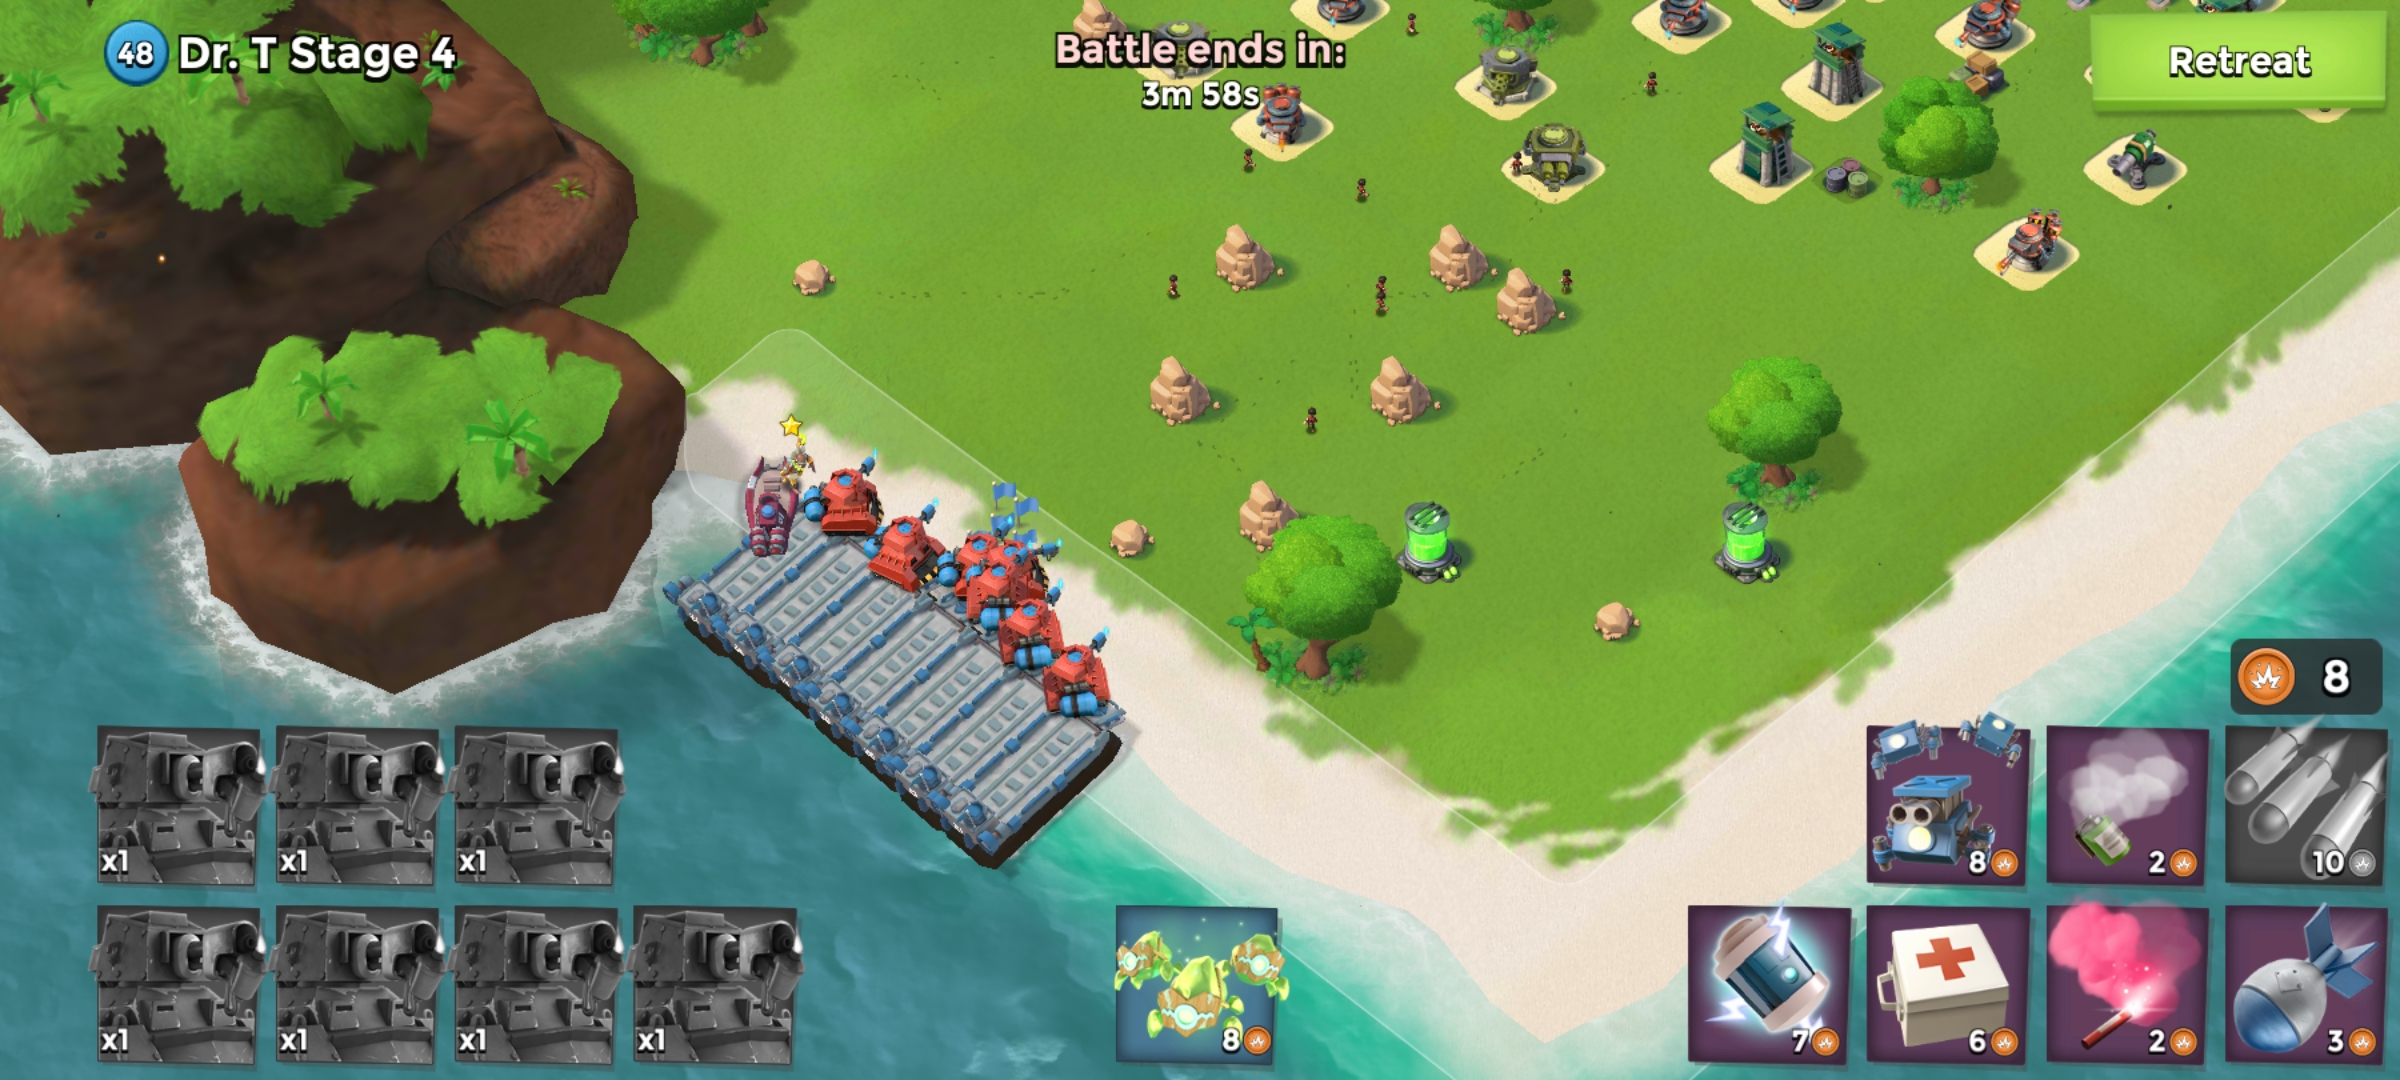 48 Dr. T Stage 4
Battle ends in:
3m 58s
Retreat
8
x1 x1 x1
8 2 10
x1 x1 x1 x1
8
7 6 2 3